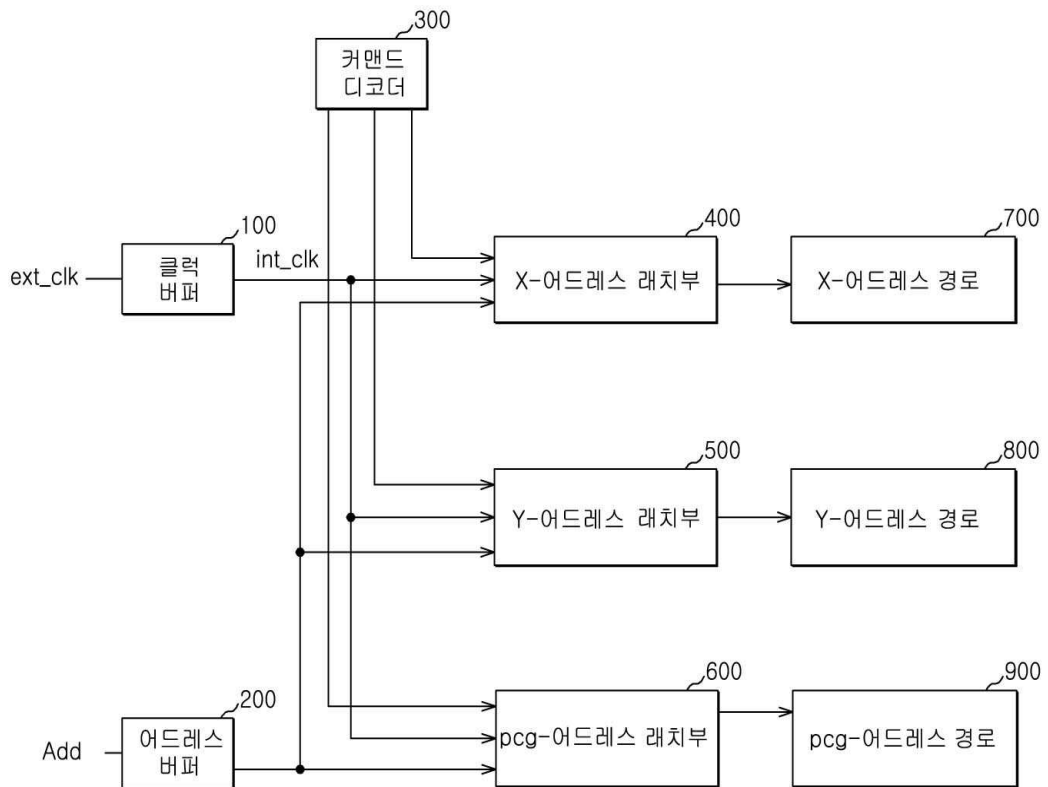 300
커맨드
디코더
100
400
700
ext_clk
클럭
버퍼
int_clk
X-어드레스 래치부
X-어드레스 경로
500
800
Y-어드레스 래치부
Y-어드레스 경로
200
600
900
Add
어드레스
버퍼
pcg-어드레스 래치부
pcg-어드레스 경로